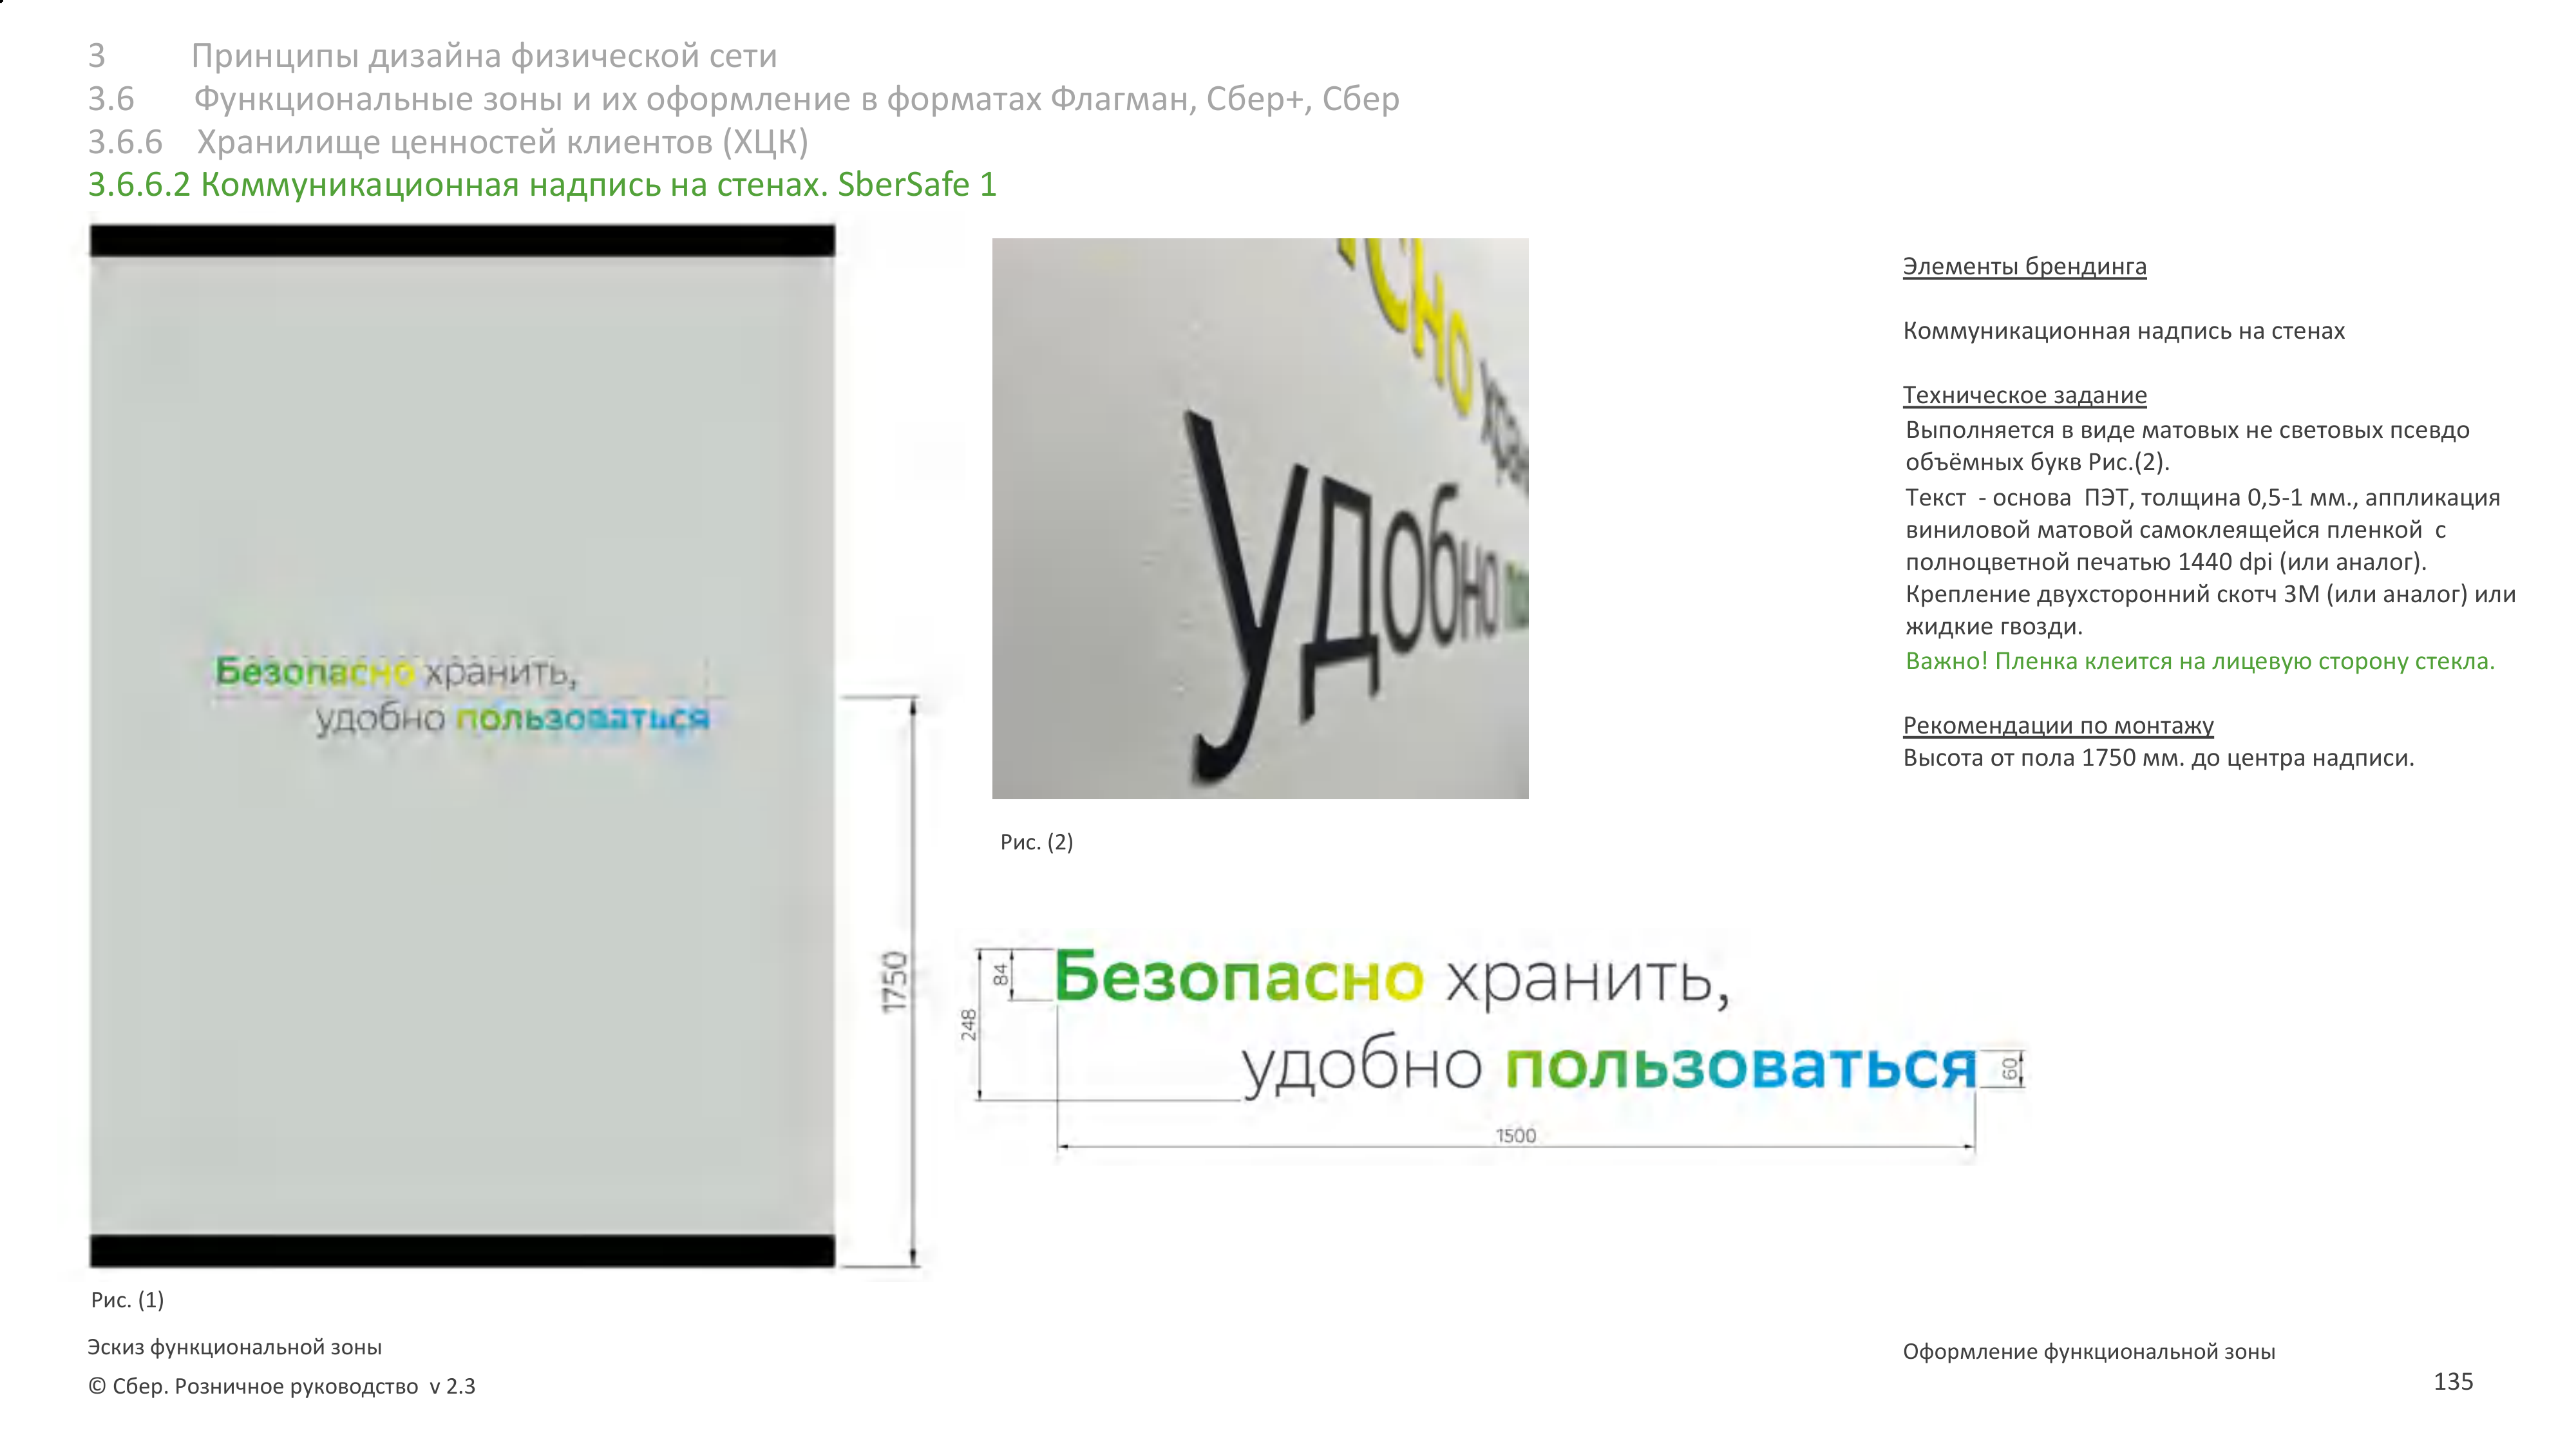 3 Принципы дизайна физической сети
3.6 Функциональные зоны и их оформление в форматах Флагман, Сбер+, Сбер
3.6.6 Хранилище ценностей клиентов (ХЦК)
3.6.6.2 Коммуникационная надпись на стенах. SberSafe 1
Безопасно хранить,
удобно пользоваться
1750
Рис. (1)
Эскиз функциональной зоны
© Сбер. Розничное руководство v 2.3
сно
удобно
Рис. (2)
84
248
Безопасно хранить,
удобно пользоваться
60
1500
Элементы брендинга
Коммуникационная надпись на стенах
Техническое задание
Выполняется в виде матовых не световых псевдо
объёмных букв Рис.(2).
Текст - основа ПЭТ, толщина 0,5-1 мм., аппликация
виниловой матовой самоклеящейся пленкой с
полноцветной печатью 1440 dpi (или аналог).
Крепление двухсторонний скотч 3М (или аналог) или
жидкие гвозди.
Важно! Пленка клеится на лицевую сторону стекла.
Рекомендации по монтажу
Высота от пола 1750 мм. до центра надписи.
Оформление функциональной зоны
135